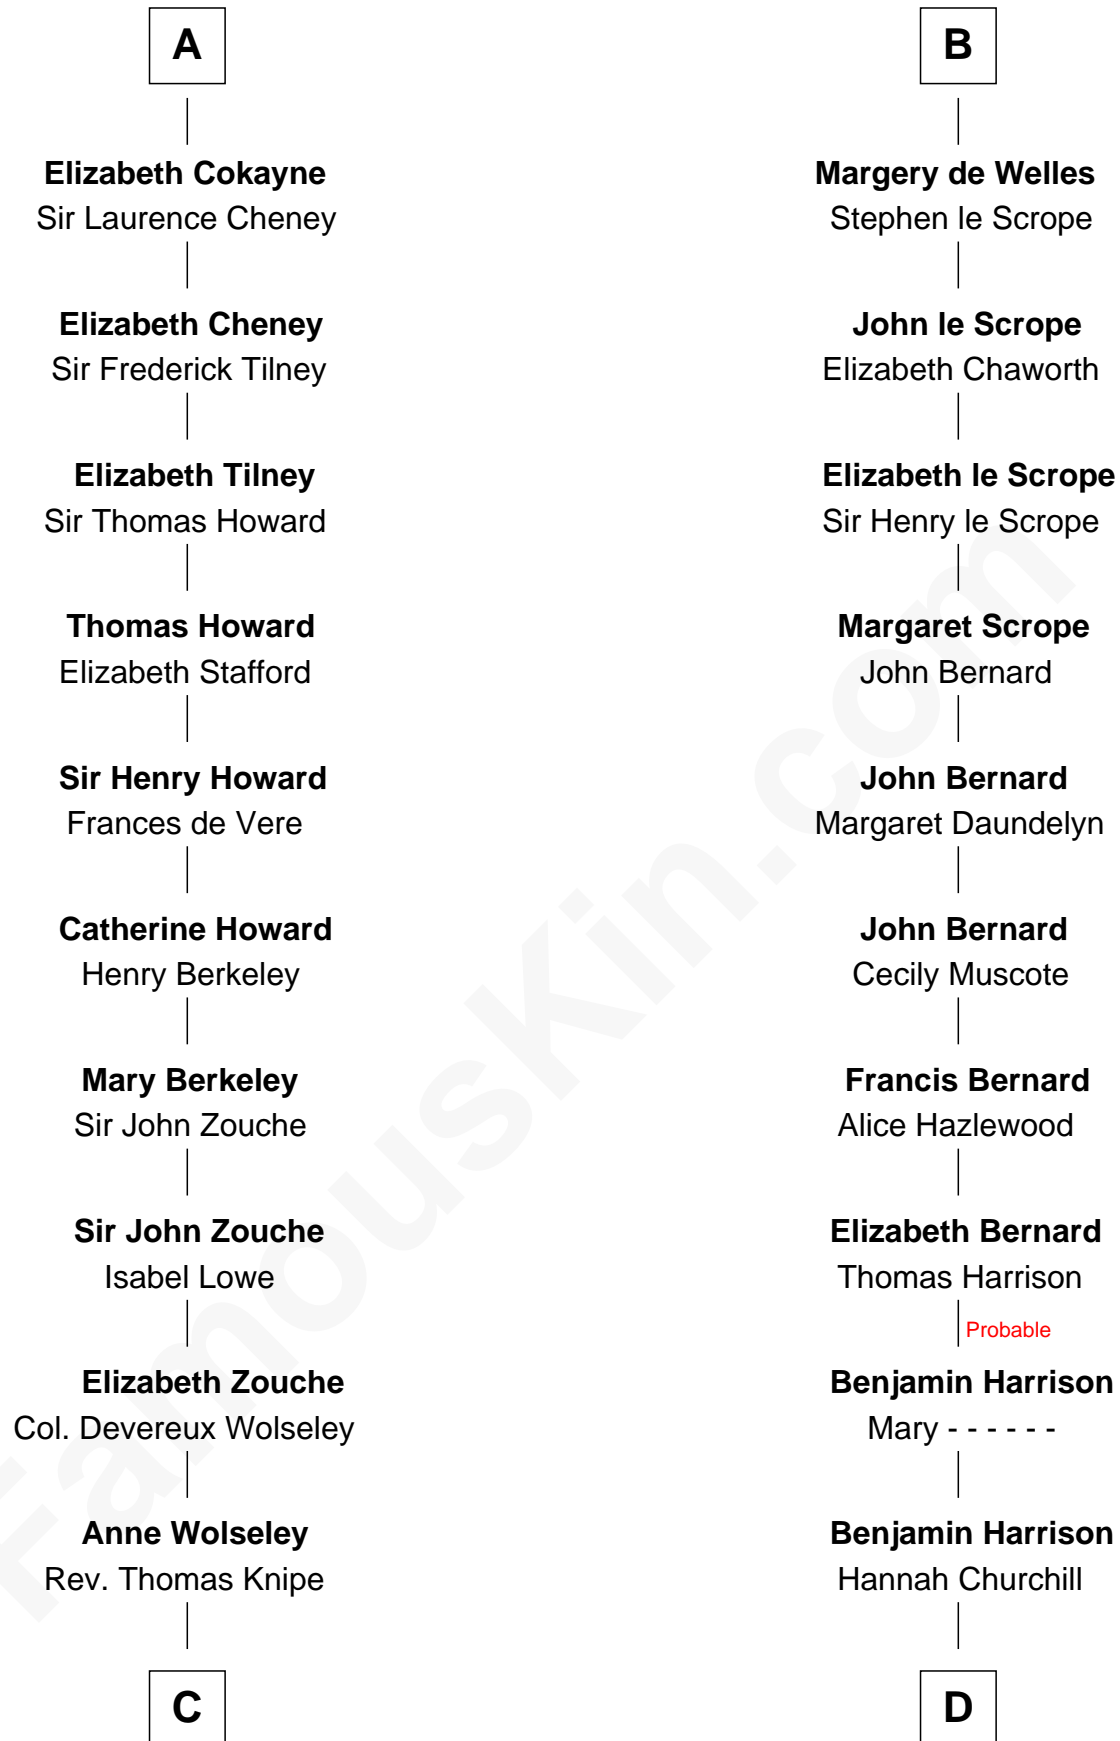 A
Elizabeth Cokayne
Sir Laurence Cheney
Elizabeth Cheney
Sir Frederick Tilney
Elizabeth Tilney
Sir Thomas Howard
Thomas Howard
Elizabeth Stafford
Sir Henry Howard
Frances de Vere
Catherine Howard
Henry Berkeley
Mary Berkeley
Sir John Zouche
Sir John Zouche
Isabel Lowe
Elizabeth Zouche
Col. Devereux Wolseley
Anne Wolseley
Rev. Thomas Knipe
C
B
Margery de Welles
Stephen le Scrope
John le Scrope
Elizabeth Chaworth
Elizabeth le Scrope
Sir Henry le Scrope
Margaret Scrope
John Bernard
John Bernard
Margaret Daundelyn
John Bernard
Cecily Muscote
Francis Bernard
Alice Hazlewood
Elizabeth Bernard
Thomas Harrison
Probable
Benjamin Harrison
Mary - - - - - -
Benjamin Harrison
Hannah Churchill
D
FamousKin.com